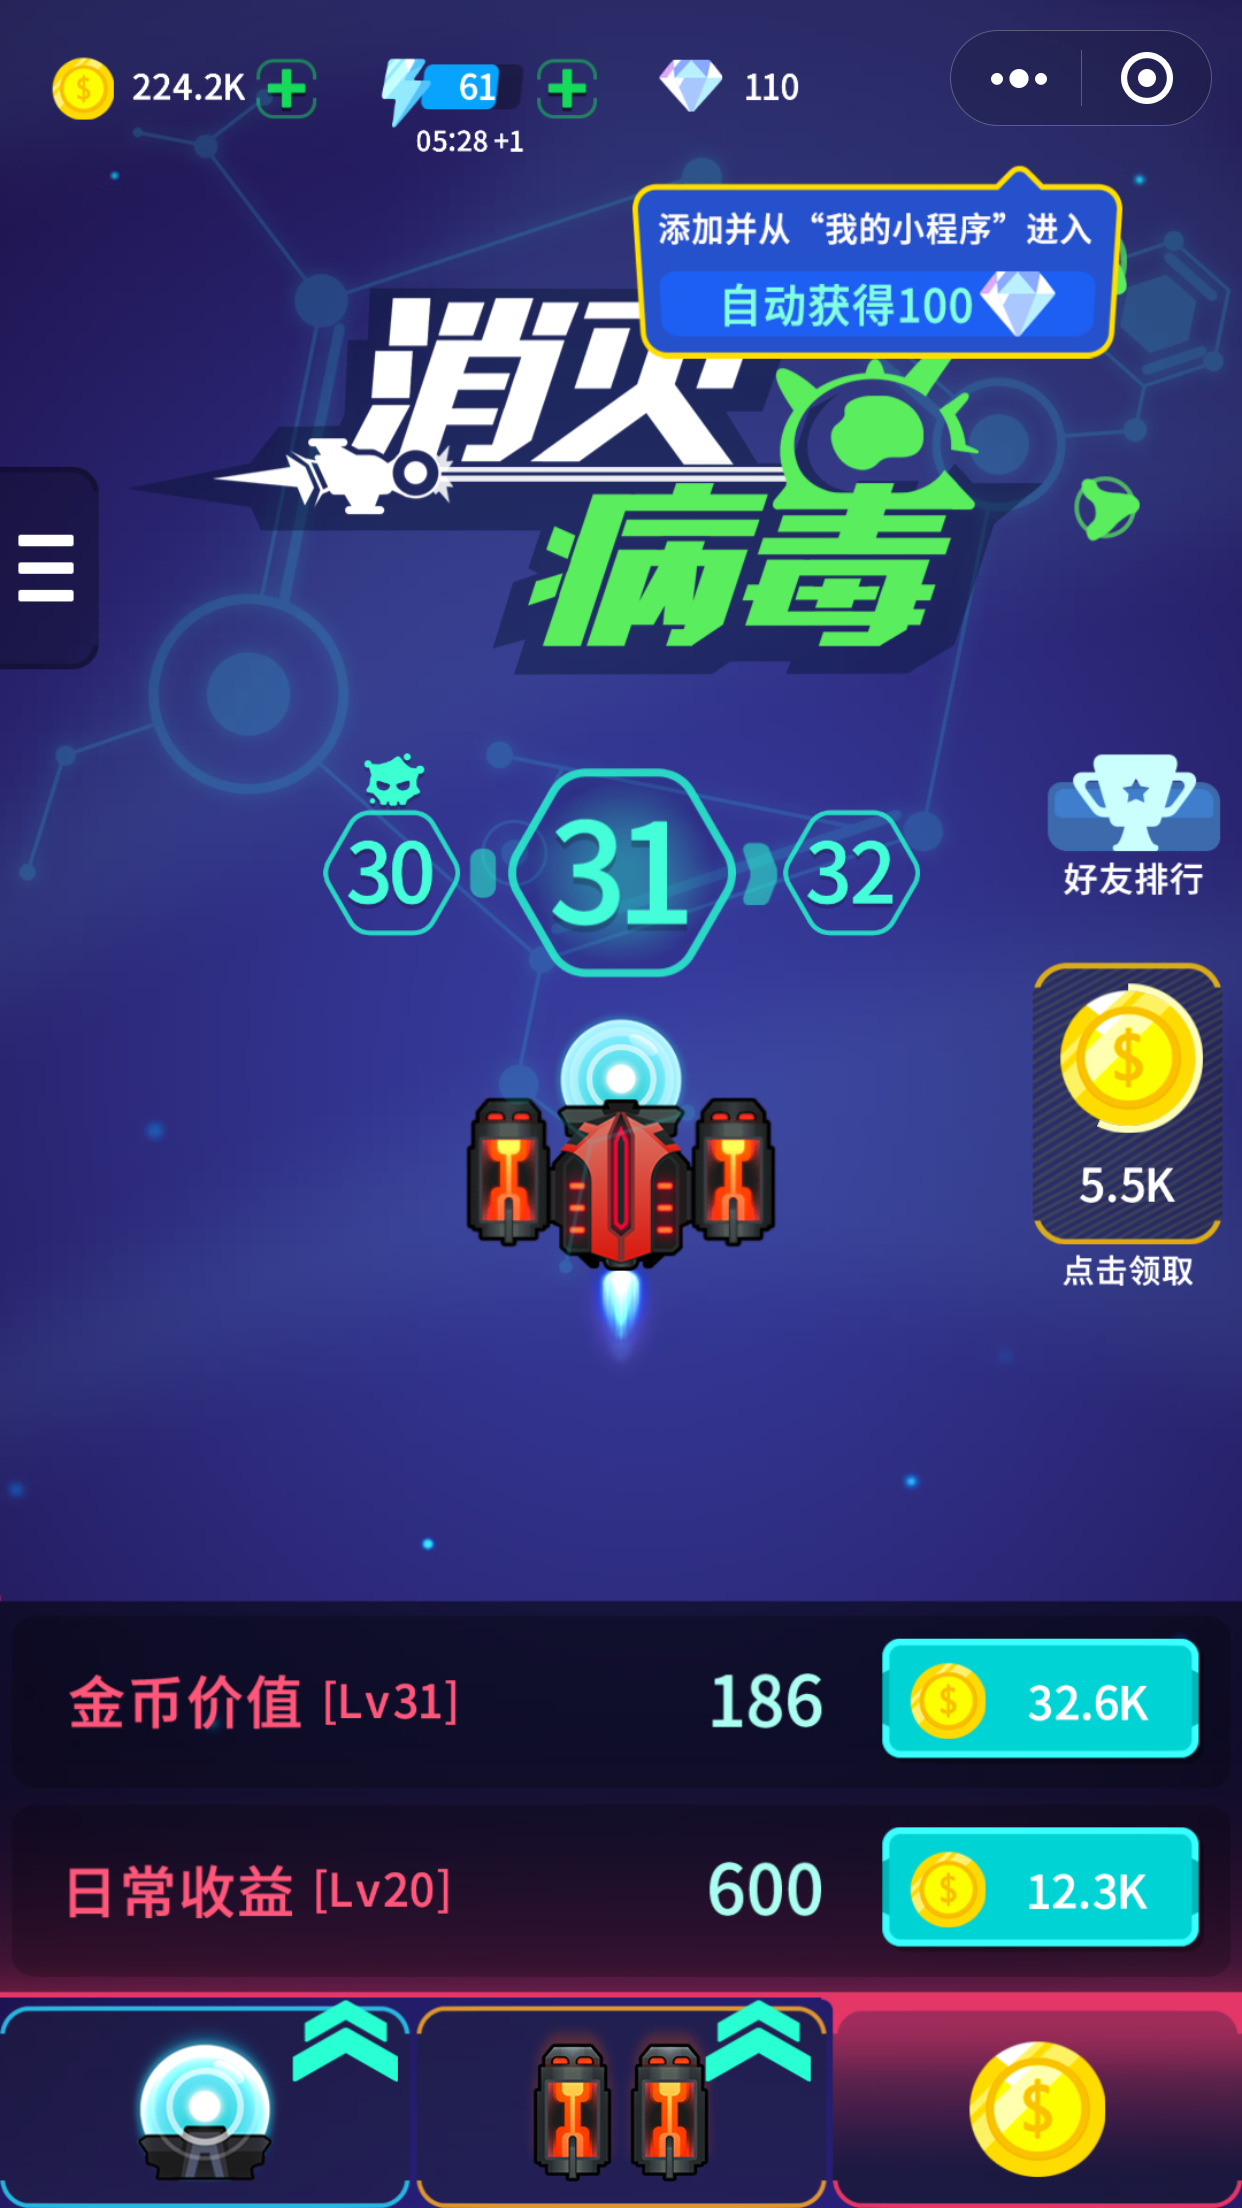 224.2K
61
110
05:28 +1
添加并从“我的小程序”进入
自动获得100
消灭
病毒
30
31
32
好友排行
5.5K
点击领取
金币价值 [Lv31]
186
32.6K
日常收益 [Lv20]
600
12.3K